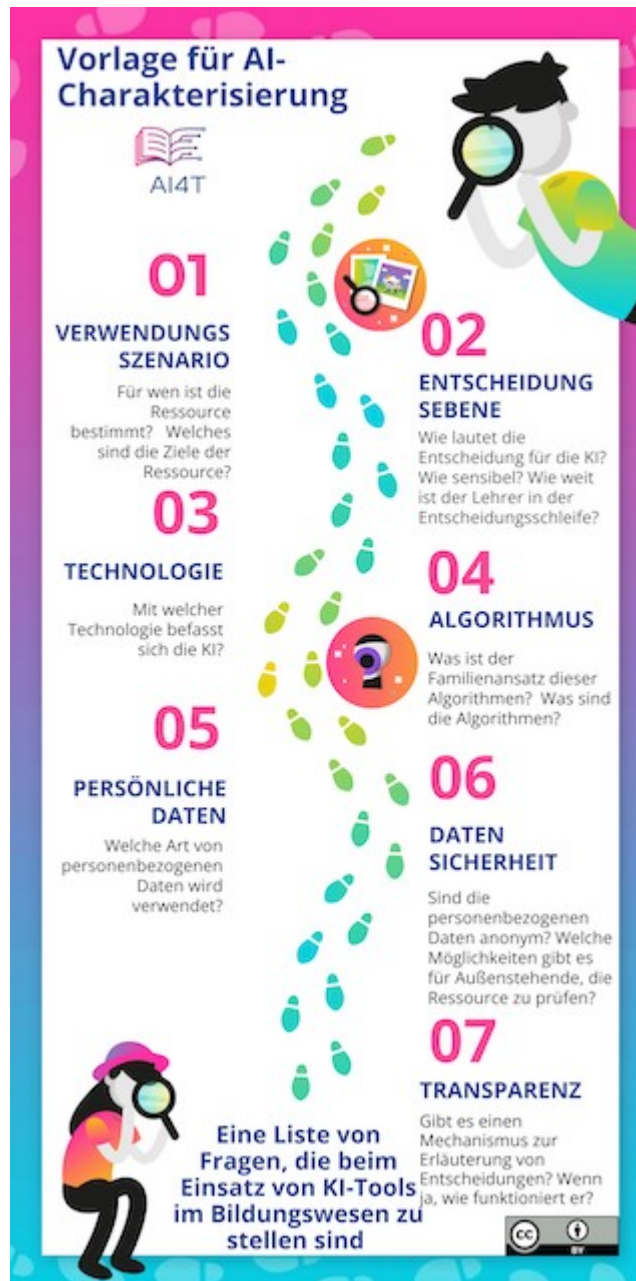 Vorlage für AI-
Charakterisierung
AI4T
01
VERWENDUNGS
SZENARIO
Für wen ist die
Ressource
bestimmt? Welches
sind die Ziele der
Ressource?
02
ENTSCHEIDUNG
SEBENE
Wie lautet die
Entscheidung für die KI?
Wie sensibel? Wie weit
ist der Lehrer in der
Entscheidungsschleife?
03
TECHNOLOGIE
Mit welcher
Technologie befasst
sich die KI?
04
ALGORITHMUS
Was ist der
Familienansatz dieser
Algorithmen? Was sind
die Algorithmen?
05
PERSÖNLICHE
DATEN
Welche Art von
personenbezogenen
Daten wird
verwendet?
06
DATEN
SICHERHEIT
Sind die
personenbezogenen
Daten anonym? Welche
Möglichkeiten gibt es
für Außenstehende, die
Ressource zu prüfen?
07
TRANSPARENZ
Gibt es einen
Mechanismus zur
Erläuterung von
Entscheidungen? Wenn
ja, wie funktioniert er?
Eine Liste von
Fragen, die beim
Einsatz von KI-Tools
im Bildungswesen zu
stellen sind
cc
BY